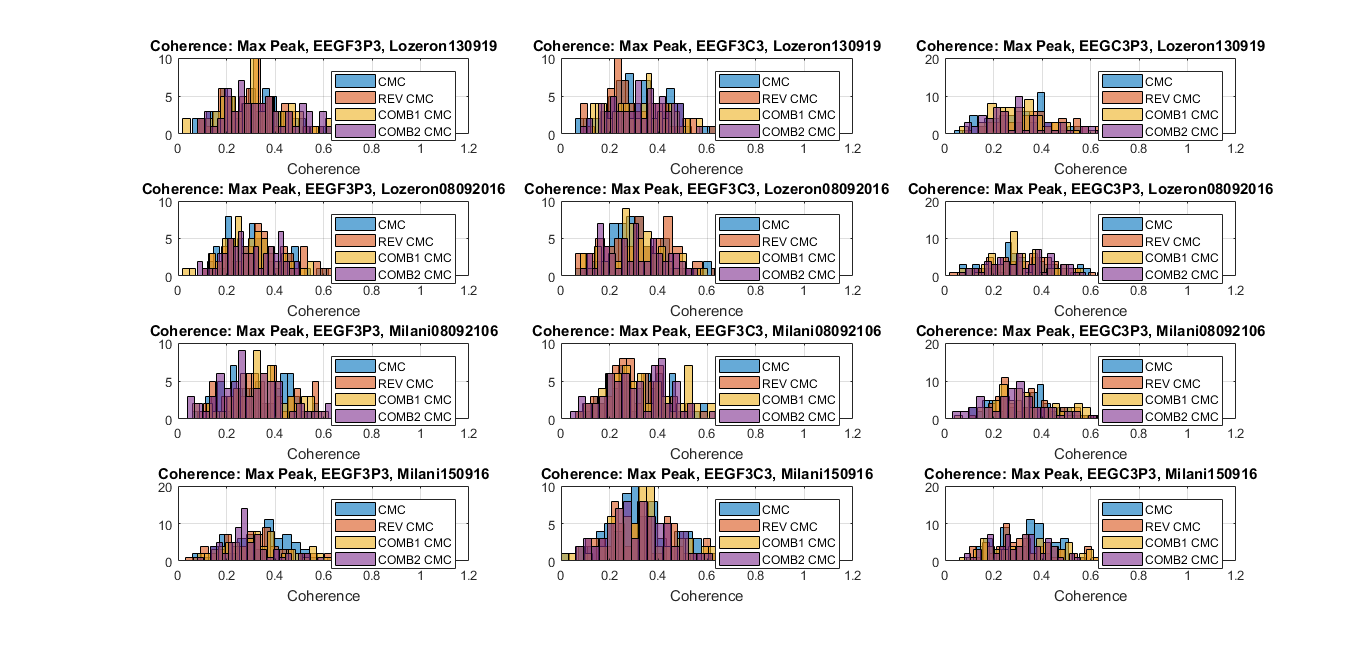 Coherence: Max Peak, EEGF3P3, Lozeron130919
10
5
0
0 0.2 0.4 0.6 0.8 1 1.2
Coherence
CMC
REV CMC
COMB1 CMC
COMB2 CMC
Coherence: Max Peak, EEGF3C3, Lozeron130919
10
5
0
0 0.2 0.4 0.6 0.8 1 1.2
Coherence
CMC
REV CMC
COMB1 CMC
COMB2 CMC
Coherence: Max Peak, EEGC3P3, Lozeron130919
20
10
0
0 0.2 0.4 0.6 0.8 1 1.2
Coherence
CMC
REV CMC
COMB1 CMC
COMB2 CMC
Coherence: Max Peak, EEGF3P3, Lozeron08092016
10
5
0
0 0.2 0.4 0.6 0.8 1 1.2
Coherence
CMC
REV CMC
COMB1 CMC
COMB2 CMC
Coherence: Max Peak, EEGF3C3, Lozeron08092016
10
5
0
0 0.2 0.4 0.6 0.8 1 1.2
Coherence
CMC
REV CMC
COMB1 CMC
COMB2 CMC
Coherence: Max Peak, EEGC3P3, Lozeron08092016
20
10
0
0 0.2 0.4 0.6 0.8 1 1.2
Coherence
CMC
REV CMC
COMB1 CMC
COMB2 CMC
Coherence: Max Peak, EEGF3P3, Milani08092106
10
5
0
0 0.2 0.4 0.6 0.8 1 1.2
Coherence
CMC
REV CMC
COMB1 CMC
COMB2 CMC
Coherence: Max Peak, EEGF3C3, Milani08092106
10
5
0
0 0.2 0.4 0.6 0.8 1 1.2
Coherence
CMC
REV CMC
COMB1 CMC
COMB2 CMC
Coherence: Max Peak, EEGC3P3, Milani08092106
20
10
0
0 0.2 0.4 0.6 0.8 1 1.2
Coherence
CMC
REV CMC
COMB1 CMC
COMB2 CMC
Coherence: Max Peak, EEGF3P3, Milani150916
20
10
0
0 0.2 0.4 0.6 0.8 1 1.2
Coherence
CMC
REV CMC
COMB1 CMC
COMB2 CMC
Coherence: Max Peak, EEGF3C3, Milani150916
10
5
0
0 0.2 0.4 0.6 0.8 1 1.2
Coherence
CMC
REV CMC
COMB1 CMC
COMB2 CMC
Coherence: Max Peak, EEGC3P3, Milani150916
20
10
0
0 0.2 0.4 0.6 0.8 1 1.2
Coherence
CMC
REV CMC
COMB1 CMC
COMB2 CMC